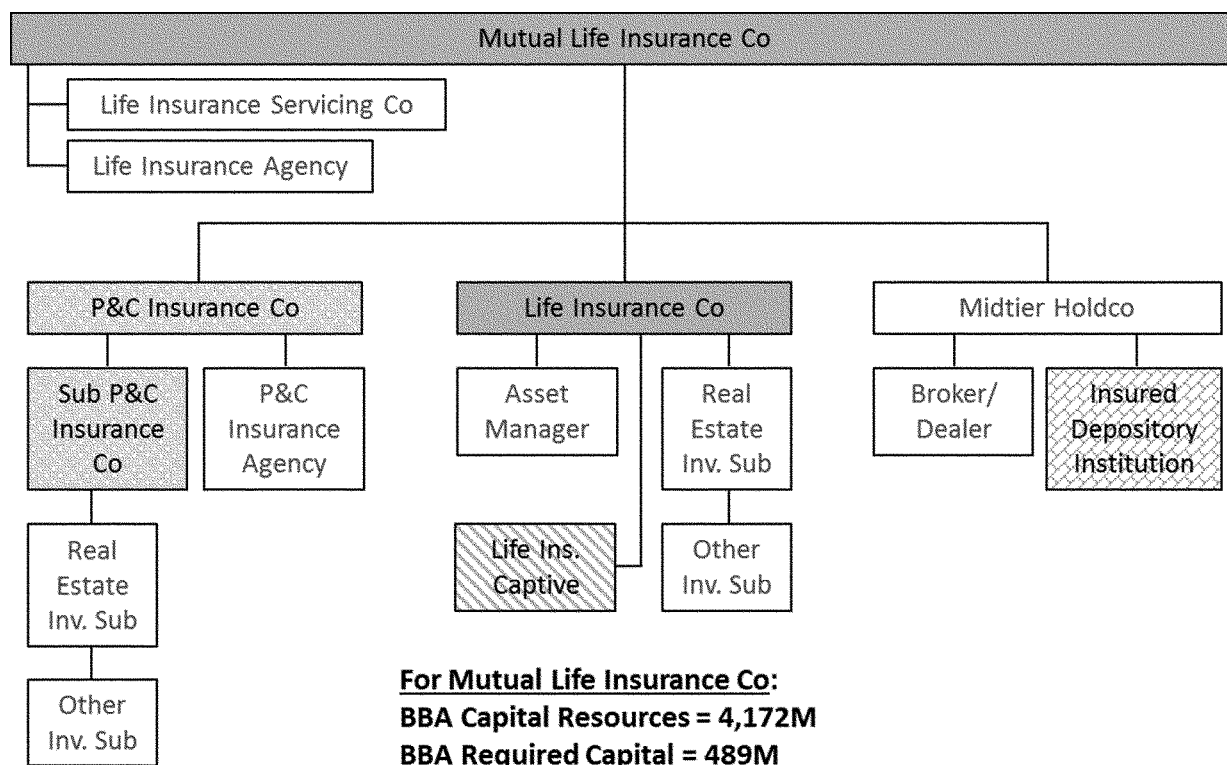 Mutual Life Insurance Co
Life Insurance Servicing Co
Life Insurance Agency
P&C Insurance Co
Life Insurance Co
Midtier Holdco
Sub P&C
Insurance
Co
P&C
Insurance
Agency
Asset
Manager
Real
Estate
Inv. Sub
Broker/
Dealer
Insured
Depository
Institution
Real
Estate
Inv. Sub
Life Ins.
Captive
Other
Inv. Sub
Other
Inv. Sub
For Mutual Life Insurance Co:
BBA Capital Resources = 4,172M
BBA Required Capital = 489M